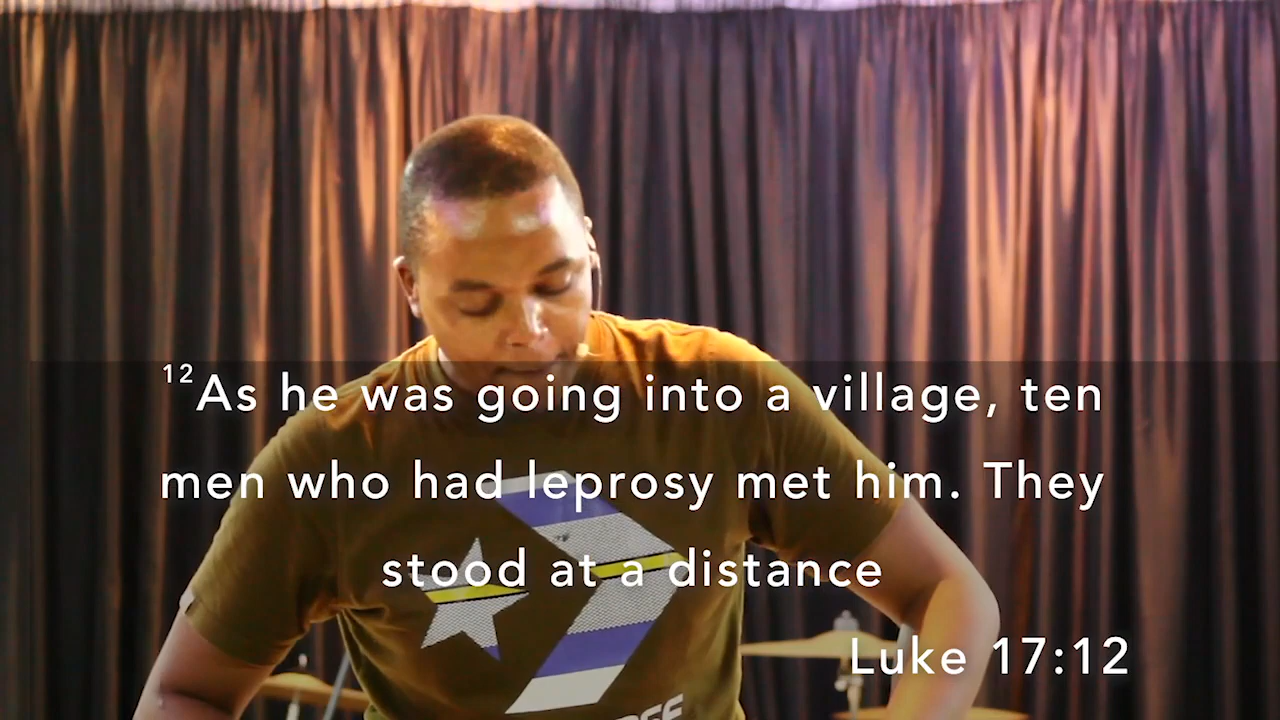 ¹²As he was going into a village, ten
men who had leprosy met him. They
stood at a distance
Luke 17:12